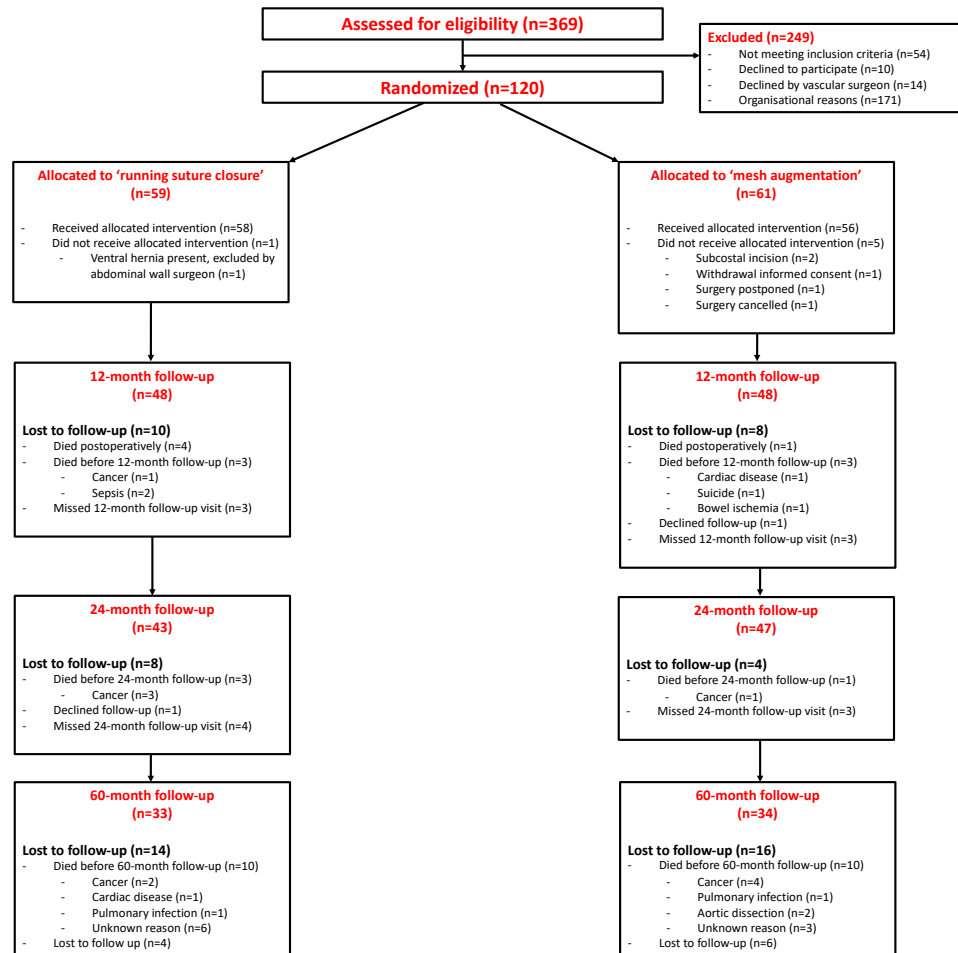 Assessed for eligibility (n=369)
Excluded (n=249)
- Not meeting inclusion criteria (n=54)
- Declined to participate (n=10)
- Declined by vascular surgeon (n=14)
- Organisational reasons (n=171)
Randomized (n=120)
Allocated to ‘running suture closure’
(n=59)
- Received allocated intervention (n=58)
- Did not receive allocated intervention (n=1)
- Ventral hernia present, excluded by
abdominal wall surgeon (n=1)
Allocated to ‘mesh augmentation’
(n=61)
- Received allocated intervention (n=56)
- Did not receive allocated intervention (n=5)
- Subcostal incision (n=2)
- Withdrawal informed consent (n=1)
- Surgery postponed (n=1)
- Surgery cancelled (n=1)
12-month follow-up
(n=48)
Lost to follow-up (n=10)
- Died postoperatively (n=4)
- Died before 12-month follow-up (n=3)
- Cancer (n=1)
- Sepsis (n=2)
- Missed 12-month follow-up visit (n=3)
12-month follow-up
(n=48)
Lost to follow-up (n=8)
- Died postoperatively (n=1)
- Died before 12-month follow-up (n=3)
- Cardiac disease (n=1)
- Suicide (n=1)
- Bowel ischemia (n=1)
- Declined follow-up (n=1)
- Missed 12-month follow-up visit (n=3)
24-month follow-up
(n=43)
Lost to follow-up (n=8)
- Died before 24-month follow-up (n=3)
- Cancer (n=3)
- Declined follow-up (n=1)
- Missed 24-month follow-up visit (n=4)
24-month follow-up
(n=47)
Lost to follow-up (n=4)
- Died before 24-month follow-up (n=1)
- Cancer (n=1)
- Missed 24-month follow-up visit (n=3)
60-month follow-up
(n=33)
Lost to follow-up (n=14)
- Died before 60-month follow-up (n=10)
- Cancer (n=2)
- Cardiac disease (n=1)
- Pulmonary infection (n=1)
- Unknown reason (n=6)
- Lost to follow up (n=4)
60-month follow-up
(n=34)
Lost to follow-up (n=16)
- Died before 60-month follow-up (n=10)
- Cancer (n=4)
- Pulmonary infection (n=1)
- Aortic dissection (n=2)
- Unknown reason (n=3)
- Lost to follow-up (n=6)